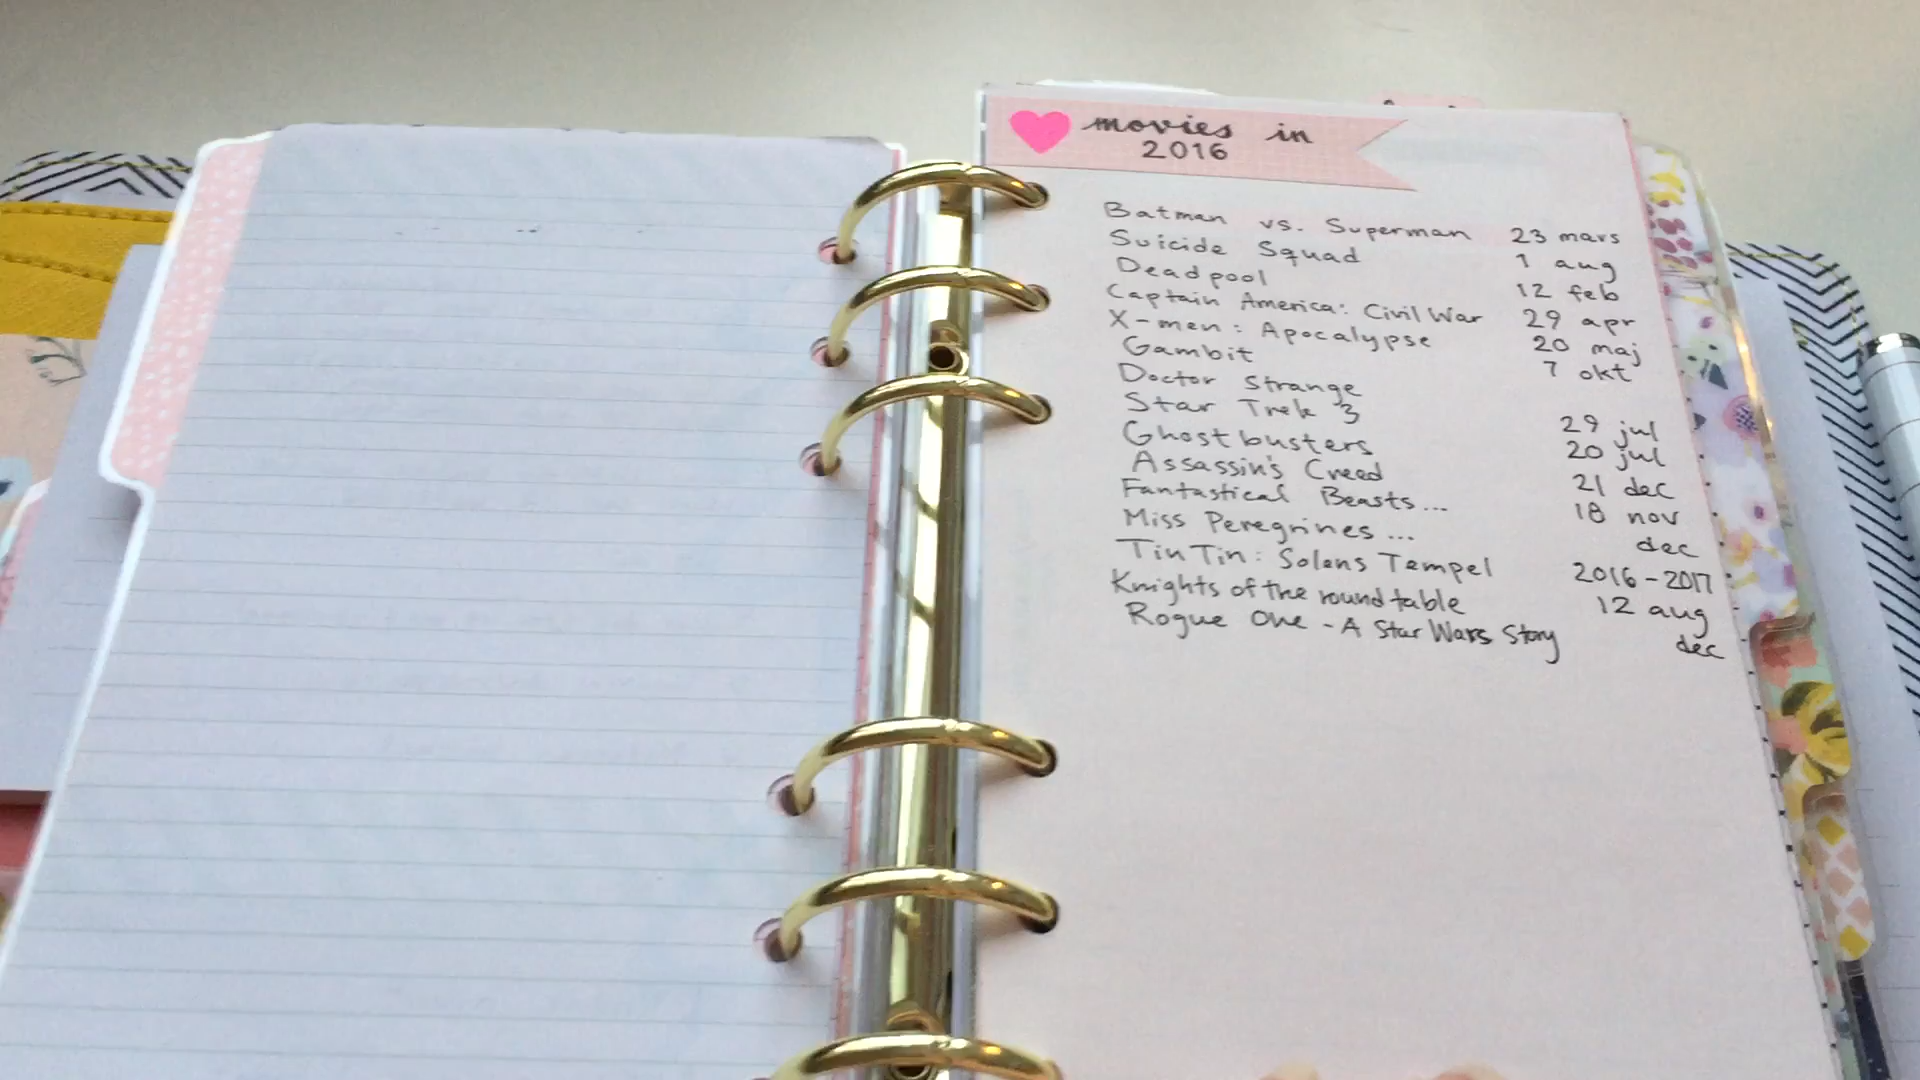 movies in
2016
Batman vs. Superman 23 mars
Suicide Squad 1 aug
Deadpool 12 feb
Captain America: Civil War 29 apr
X-men: Apocalypse 20 maj
Gambit 7 okt
Doctor Strange
Star Trek 3 29 jul
Ghostbusters 20 jul
Assassin's Creed 21 dec
Fantastical Beasts... 18 nov
Miss Peregrines... dec
TinTin: Solens Tempel 2016-2017
Knights of the round table 12 aug
Rogue One - A Star Wars Story dec